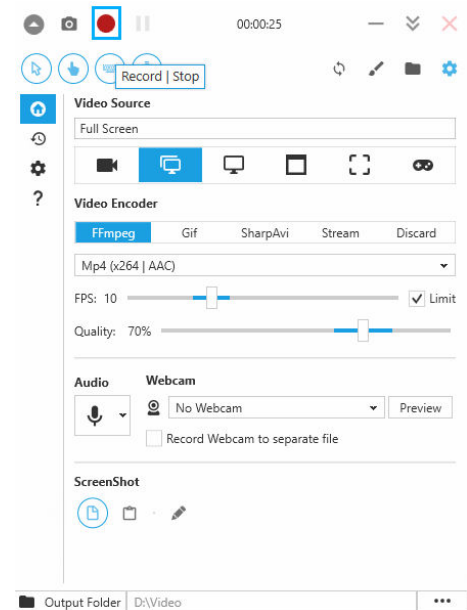 00:00:25
Record | Stop
Video Source
Full Screen
Video Encoder
FFmpeg Gif SharpAvi Stream Discard
Mp4 (x264 | AAC)
FPS: 10 Limit
Quality: 70%
Audio Webcam
No Webcam Preview
Record Webcam to separate file
ScreenShot
Output Folder D:\Video